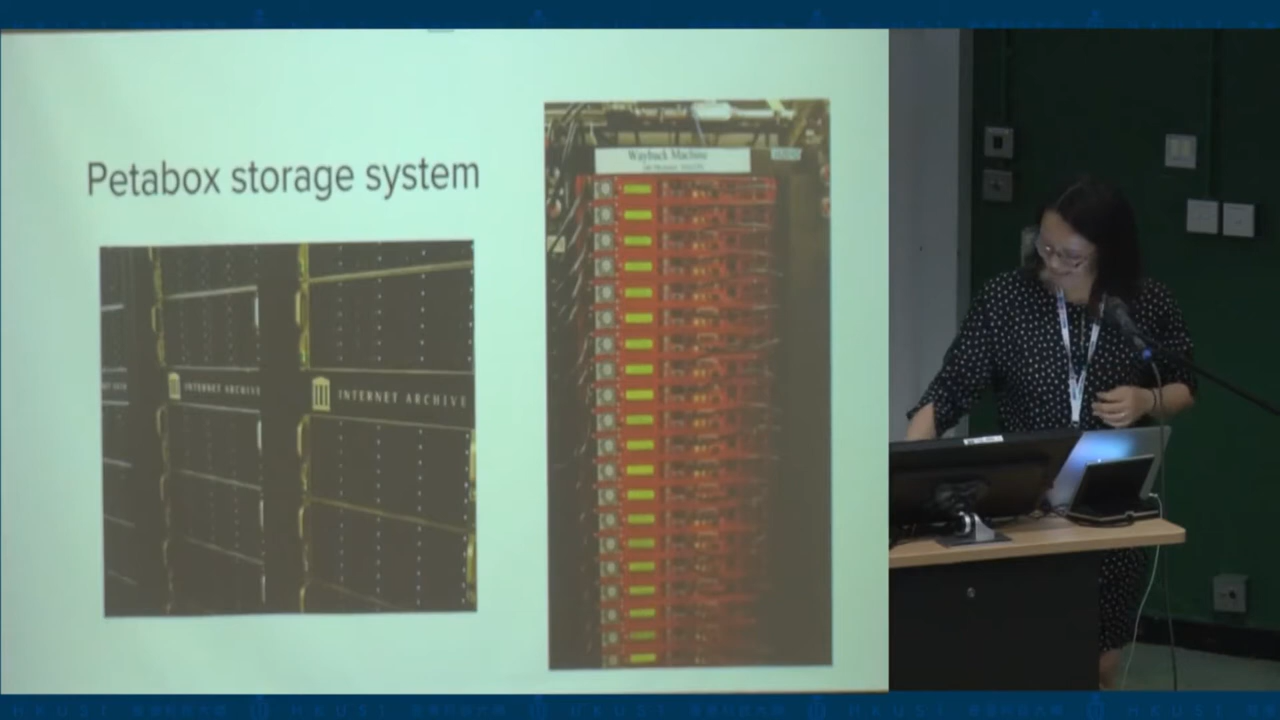 Petabox storage system
Wayback Machine
INTERNET ARCHIVE
INTERNET ARCHIVE